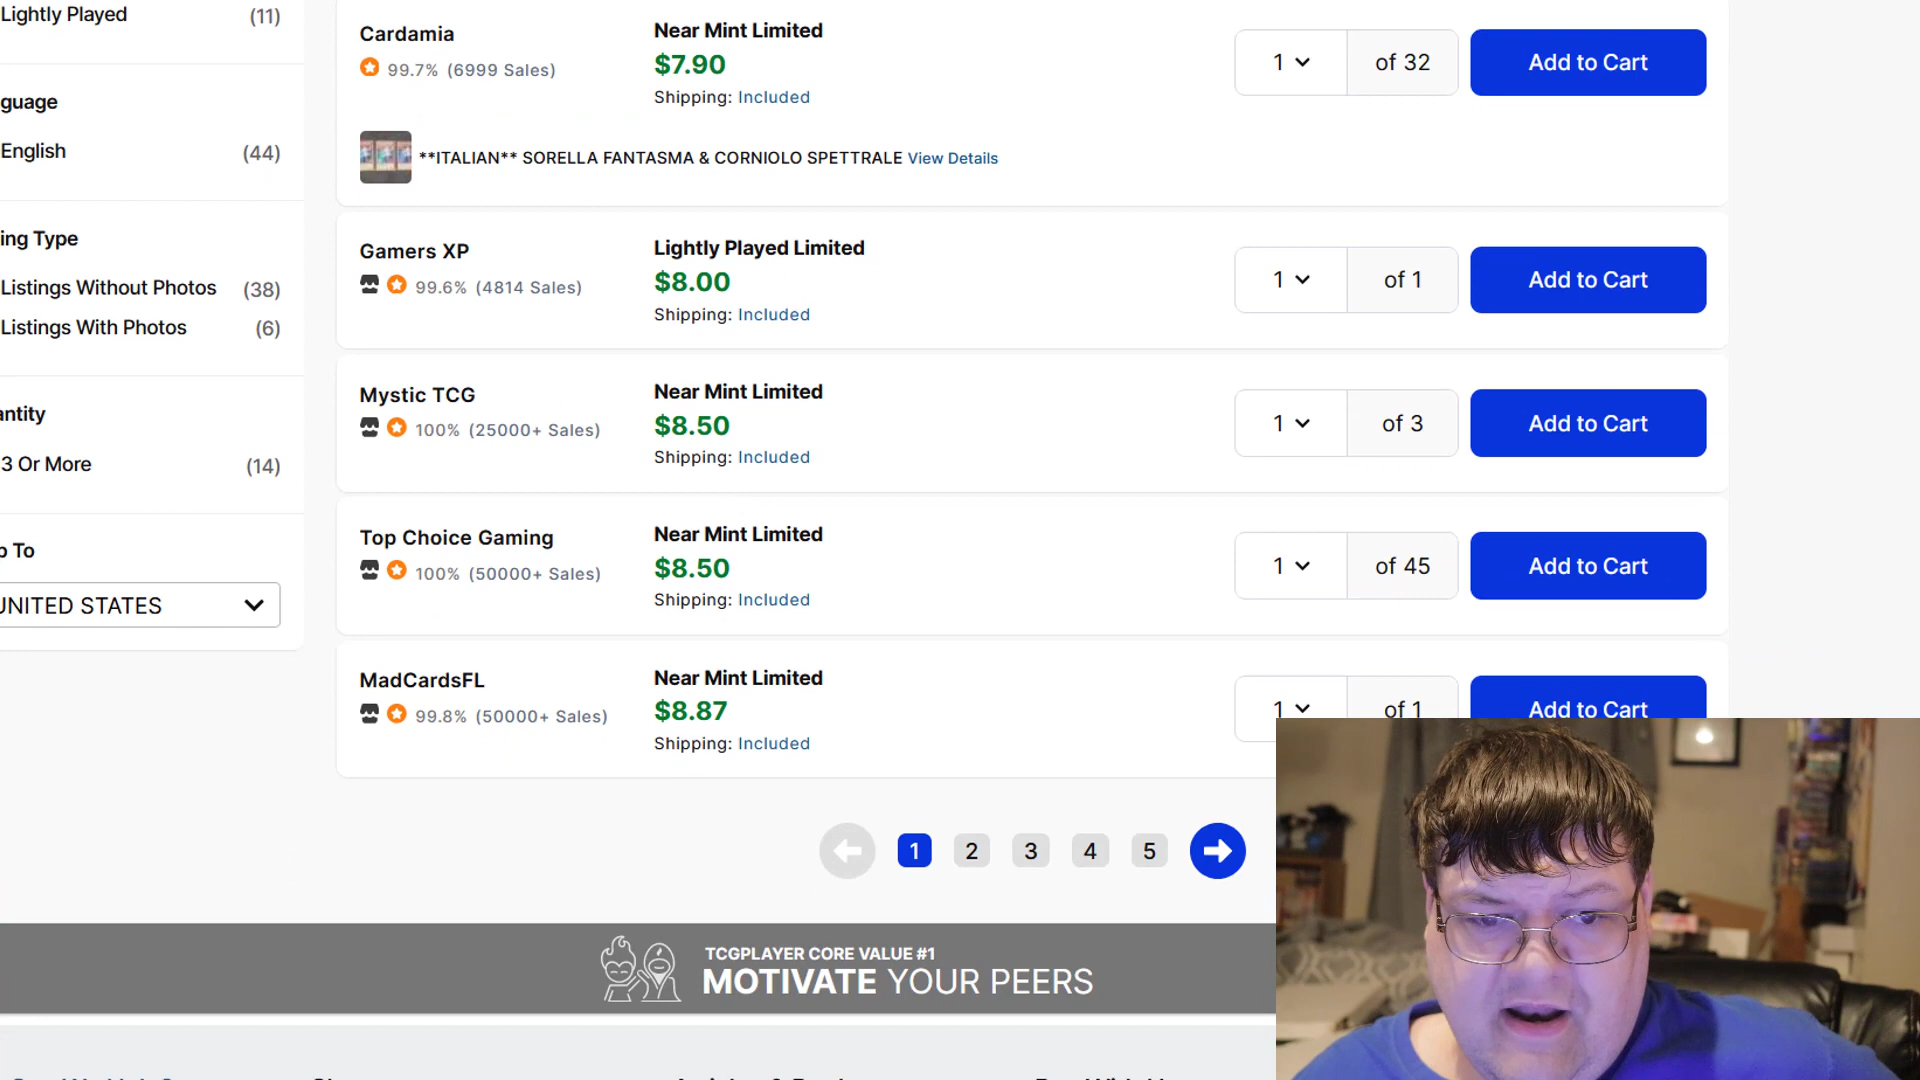 Lightly Played (11)
guage
English (44)
ing Type
Listings Without Photos (38)
Listings With Photos (6)
antity
3 Or More (14)
p To
UNITED STATES
Cardamia
99.7% (6999 Sales)
Near Mint Limited
$7.90
Shipping: Included
1 of 32
Add to Cart
**ITALIAN** SORELLA FANTASMA & CORNIOLO SPETTRALE View Details
Gamers XP
99.6% (4814 Sales)
Lightly Played Limited
$8.00
Shipping: Included
1 of 1
Add to Cart
Mystic TCG
100% (25000+ Sales)
Near Mint Limited
$8.50
Shipping: Included
1 of 3
Add to Cart
Top Choice Gaming
100% (50000+ Sales)
Near Mint Limited
$8.50
Shipping: Included
1 of 45
Add to Cart
MadCardsFL
99.8% (50000+ Sales)
Near Mint Limited
$8.87
Shipping: Included
1 of 1
Add to Cart
1 2 3 4 5
TCGPLAYER CORE VALUE #1
MOTIVATE YOUR PEERS